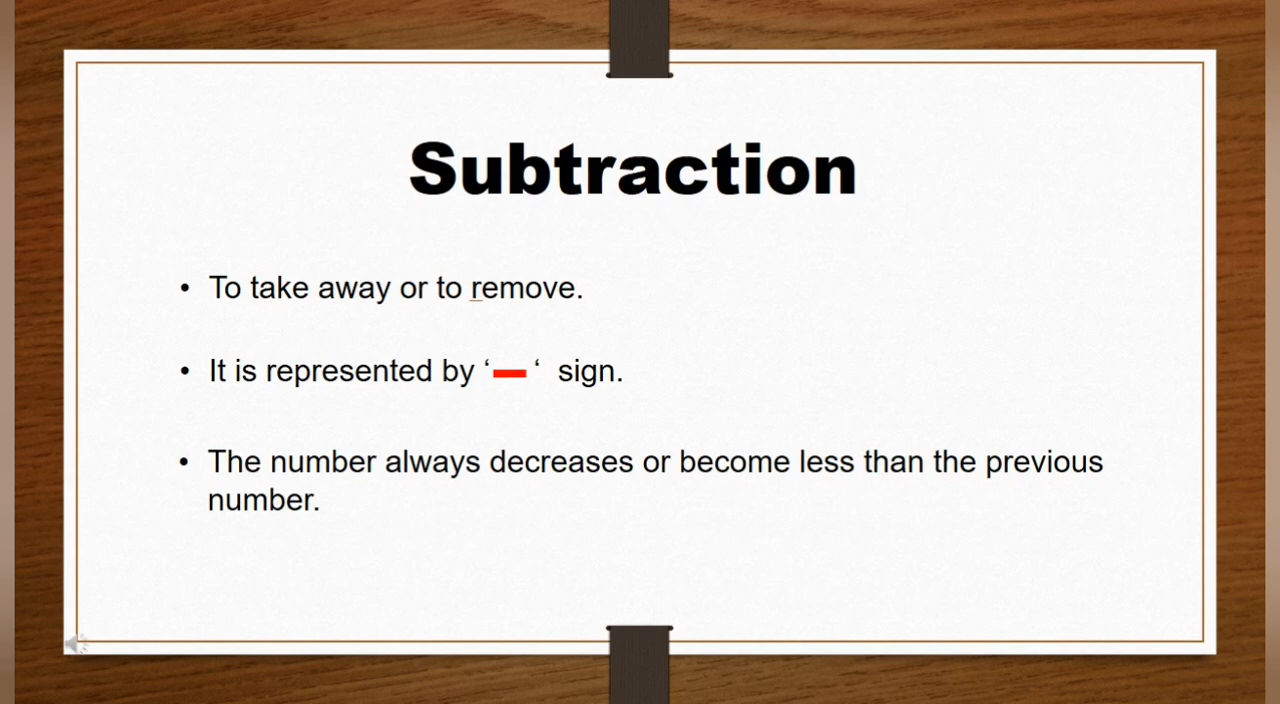 Subtraction
• To take away or to remove.
• It is represented by ‘▬ ‘ sign.
• The number always decreases or become less than the previous
number.